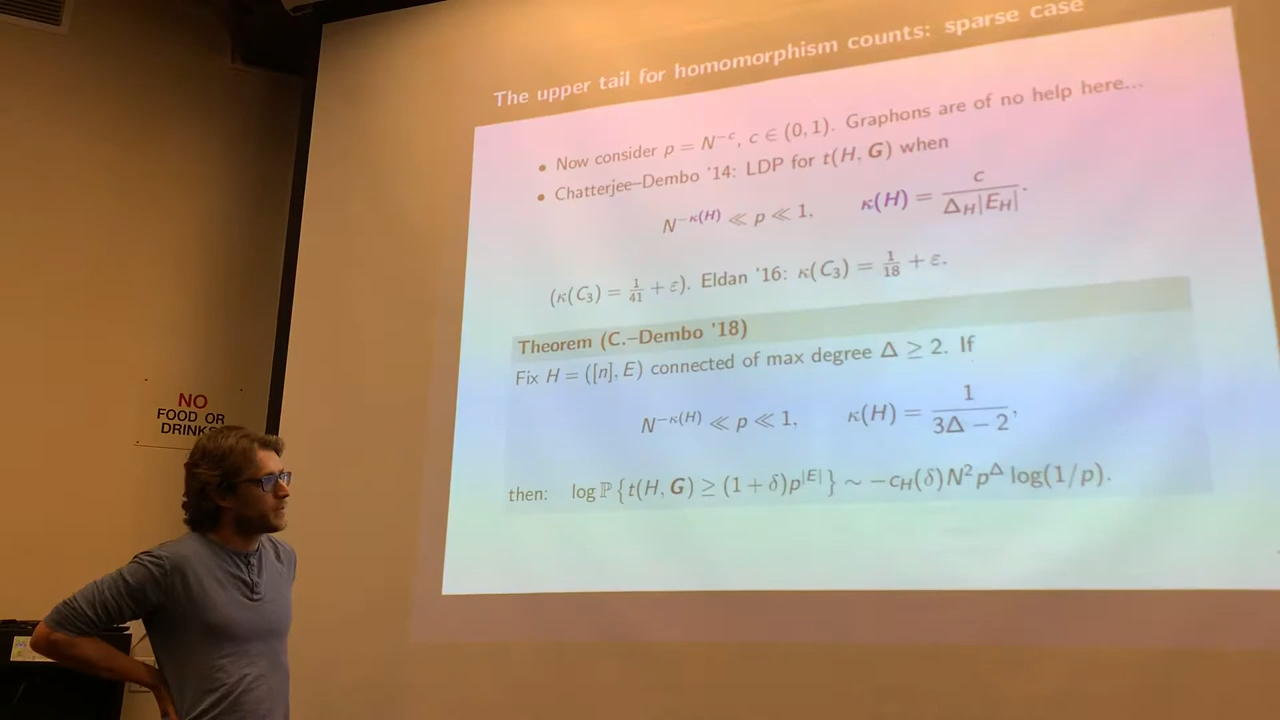 The upper tail for homomorphism counts: sparse case
• Now consider p = N^{-c}, c ∈ (0, 1). Graphons are of no help here...
• Chatterjee–Dembo '14: LDP for t(H, G) when
N^{-κ(H)} ≪ p ≪ 1, κ(H) = c / Δ_H|E_H|.
(κ(C_3) = 1/41 + ε). Eldan '16: κ(C_3) = 1/18 + ε.
Theorem (C.–Dembo '18)
Fix H = ([n], E) connected of max degree Δ ≥ 2. If
N^{-κ(H)} ≪ p ≪ 1, κ(H) = 1 / 3Δ − 2,
then: log ℙ{t(H, G) ≥ (1 + δ)p^{|E|}} ∼ −c_H(δ)N^2p^Δ log(1/p).
NO
FOOD OR
DRINKS